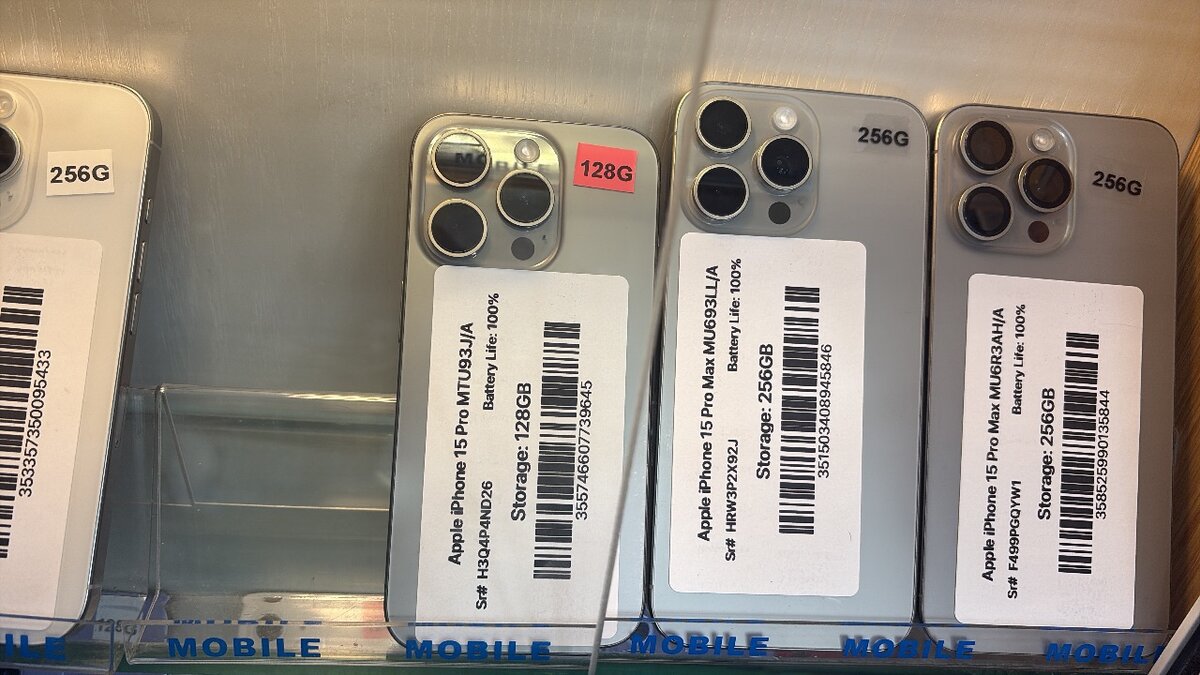 256G
353357350095433
128G
Apple iPhone 15 Pro MTU93J/A
Sr# H3Q4P4ND26 Battery Life: 100%
Storage: 128GB
355746607739645
256G
Apple iPhone 15 Pro Max MU693LL/A
Sr# HRW3P2X92J Battery Life: 100%
Storage: 256GB
351503408945846
256G
Apple iPhone 15 Pro Max MU6R3AH/A
Sr# F499PGQYW1 Battery Life: 100%
Storage: 256GB
358525990135844
128G
MOBILE
MOBILE
MOBILE
MOBILE